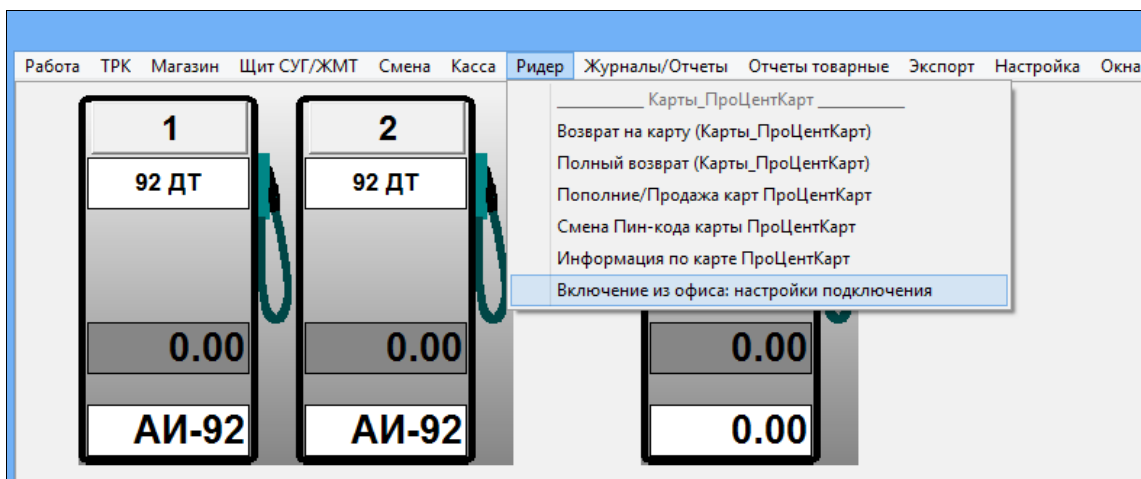 Работа ТРК Магазин Щит СУГ/ЖМТ Смена Касса Ридер Журналы/Отчеты Отчеты товарные Экспорт Настройка Окна
_________ Карты_ПроЦентКарт _________
Возврат на карту (Карты_ПроЦентКарт)
Полный возврат (Карты_ПроЦентКарт)
Пополние/Продажа карт ПроЦентКарт
Смена Пин-кода карты ПроЦентКарт
Информация по карте ПроЦентКарт
Включение из офиса: настройки подключения
1 2
92 ДТ 92 ДТ
0.00 0.00 0.00
АИ-92 АИ-92 0.00